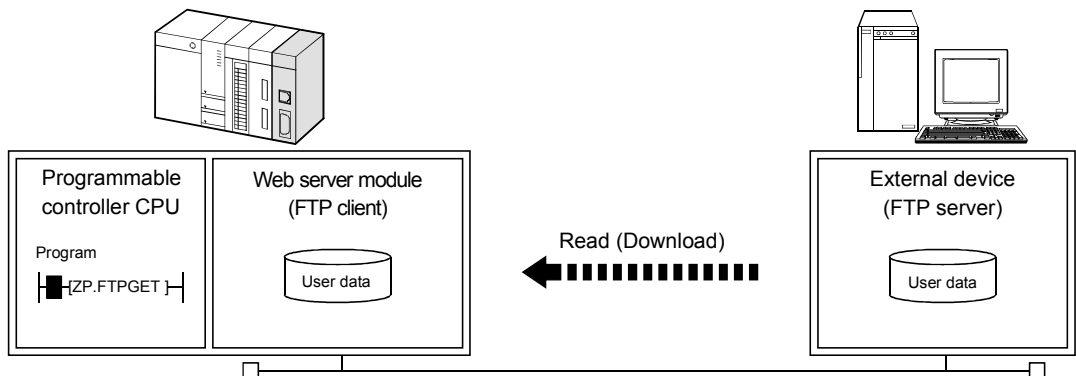 Programmable
controller CPU
Program
[ZP.FTPGET ]
Web server module
(FTP client)
User data
Read (Download)
External device
(FTP server)
User data